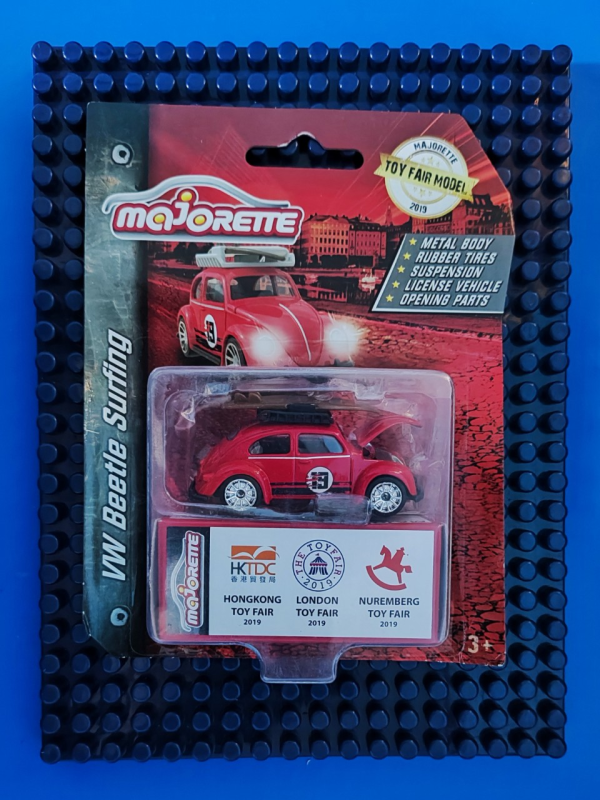 MAJORETTE
TOY FAIR MODEL
2019
majORETTE
METAL BODY
RUBBER TIRES
SUSPENSION
LICENSE VEHICLE
OPENING PARTS
19
VW Beetle Surfing
19
majORETTE
HKTDC
香港貿發局
HONGKONG
TOY FAIR
2019
THE TOYFAIR
2019
LONDON
TOY FAIR
2019
NUREMBERG
TOY FAIR
2019
3+